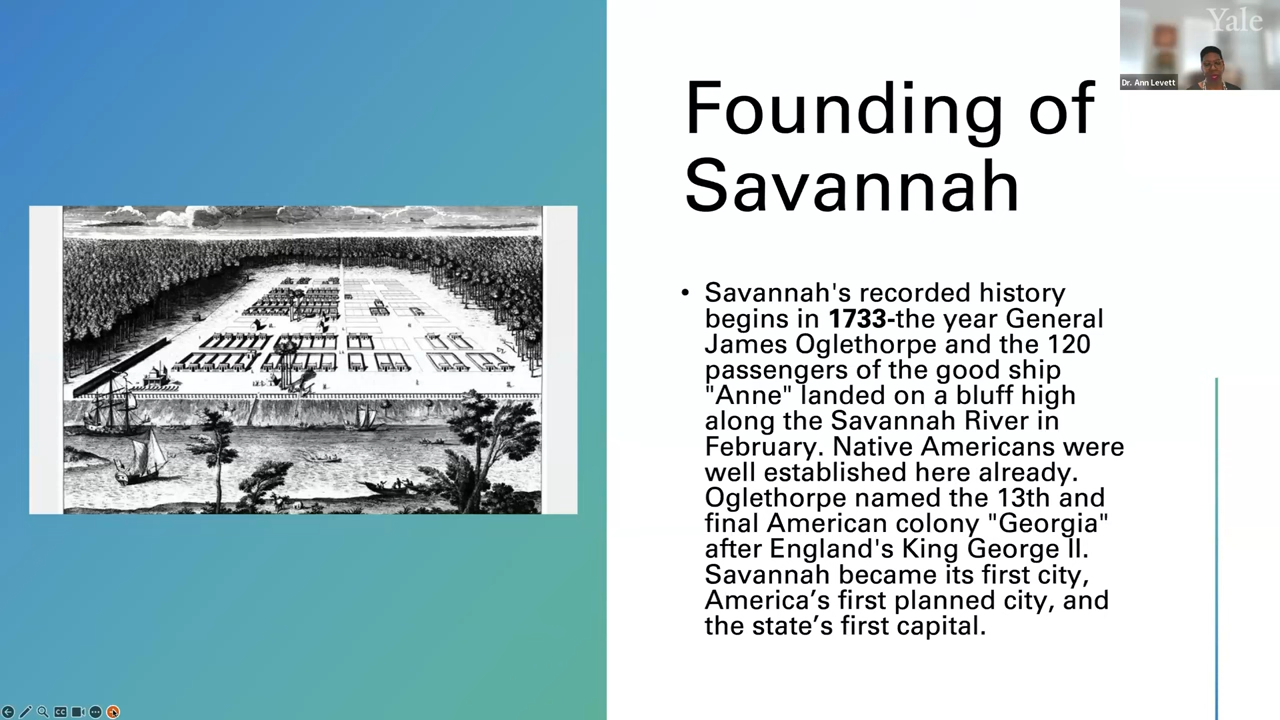 Yale
Dr. Ann Levett
Founding of
Savannah
• Savannah's recorded history
begins in 1733-the year General
James Oglethorpe and the 120
passengers of the good ship
"Anne" landed on a bluff high
along the Savannah River in
February. Native Americans were
well established here already.
Oglethorpe named the 13th and
final American colony "Georgia"
after England's King George II.
Savannah became its first city,
America’s first planned city, and
the state’s first capital.
CC